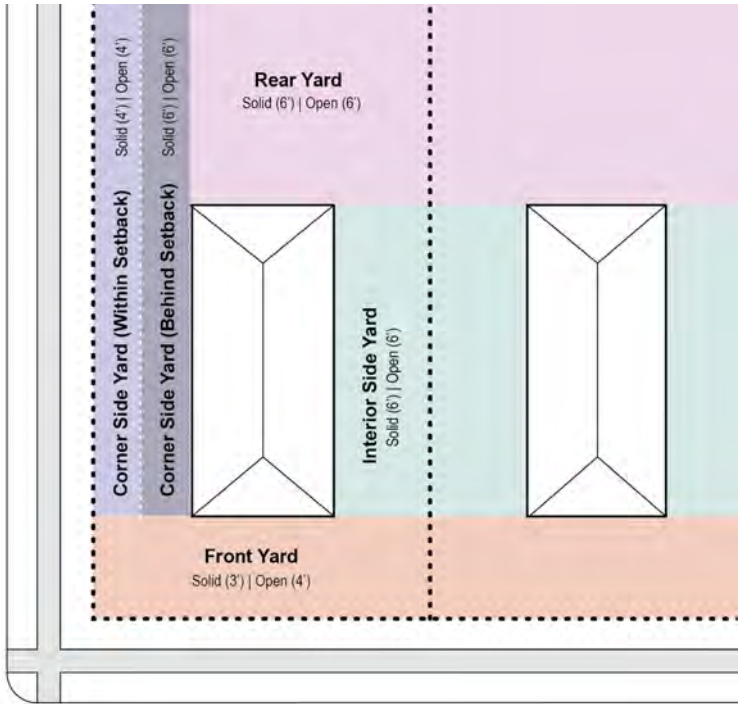 Rear Yard
Solid (6') | Open (6')
Corner Side Yard (Within Setback)
Solid (4') | Open (4')
Corner Side Yard (Behind Setback)
Solid (6') | Open (6')
Interior Side Yard
Solid (6') | Open (6')
Front Yard
Solid (3') | Open (4')